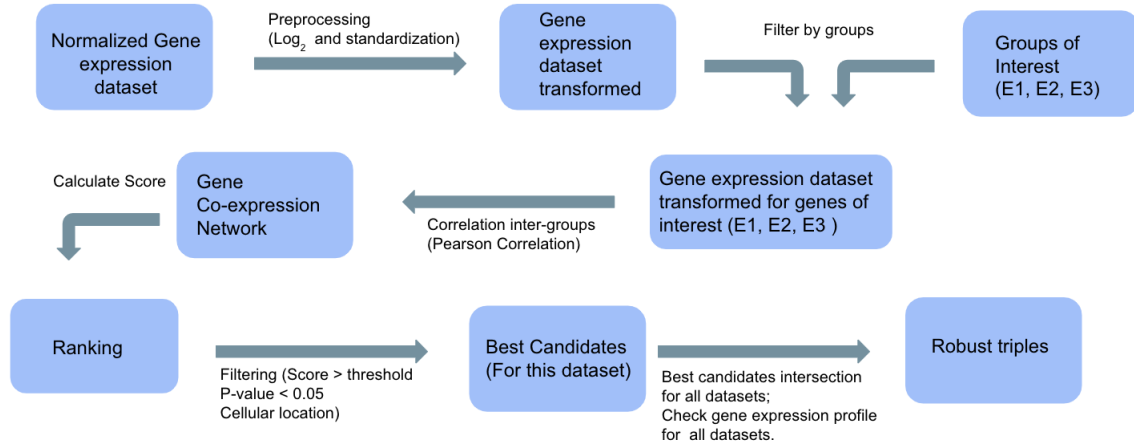 Normalized Gene
expression
dataset
Preprocessing
(Log2 and standardization)
Gene
expression
dataset
transformed
Filter by groups
Groups of
Interest
(E1, E2, E3)
Calculate Score
Gene
Co-expression
Network
Correlation inter-groups
(Pearson Correlation)
Gene expression dataset
transformed for genes of
interest (E1, E2, E3 )
Ranking
Filtering (Score > threshold
P-value < 0.05
Cellular location)
Best Candidates
(For this dataset)
Best candidates intersection
for all datasets;
Check gene expression profile
for all datasets.
Robust triples